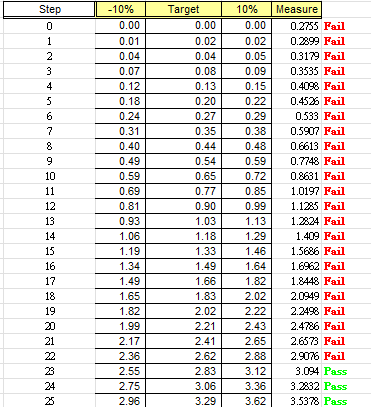 Step -10% Target 10% Measure
0 0.00 0.00 0.00 0.2755 Fail
1 0.01 0.02 0.02 0.2899 Fail
2 0.04 0.04 0.05 0.3179 Fail
3 0.07 0.08 0.09 0.3535 Fail
4 0.12 0.13 0.15 0.4098 Fail
5 0.18 0.20 0.22 0.4526 Fail
6 0.24 0.27 0.29 0.533 Fail
7 0.31 0.35 0.38 0.5907 Fail
8 0.40 0.44 0.48 0.6613 Fail
9 0.49 0.54 0.59 0.7748 Fail
10 0.59 0.65 0.72 0.8631 Fail
11 0.69 0.77 0.85 1.0197 Fail
12 0.81 0.90 0.99 1.1285 Fail
13 0.93 1.03 1.13 1.2824 Fail
14 1.06 1.18 1.29 1.409 Fail
15 1.19 1.33 1.46 1.5686 Fail
16 1.34 1.49 1.64 1.6962 Fail
17 1.49 1.66 1.82 1.8448 Fail
18 1.65 1.83 2.02 2.0949 Fail
19 1.82 2.02 2.22 2.2498 Fail
20 1.99 2.21 2.43 2.4786 Fail
21 2.17 2.41 2.65 2.6573 Fail
22 2.36 2.62 2.88 2.9076 Fail
23 2.55 2.83 3.12 3.094 Pass
24 2.75 3.06 3.36 3.2832 Pass
25 2.96 3.29 3.62 3.5378 Pass